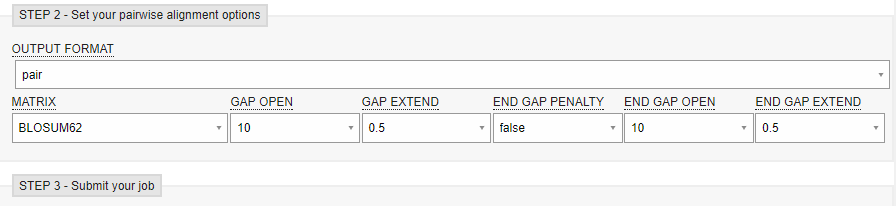 STEP 2 - Set your pairwise alignment options
OUTPUT FORMAT
pair
MATRIX GAP OPEN GAP EXTEND END GAP PENALTY END GAP OPEN END GAP EXTEND
BLOSUM62 10 0.5 false 10 0.5
STEP 3 - Submit your job